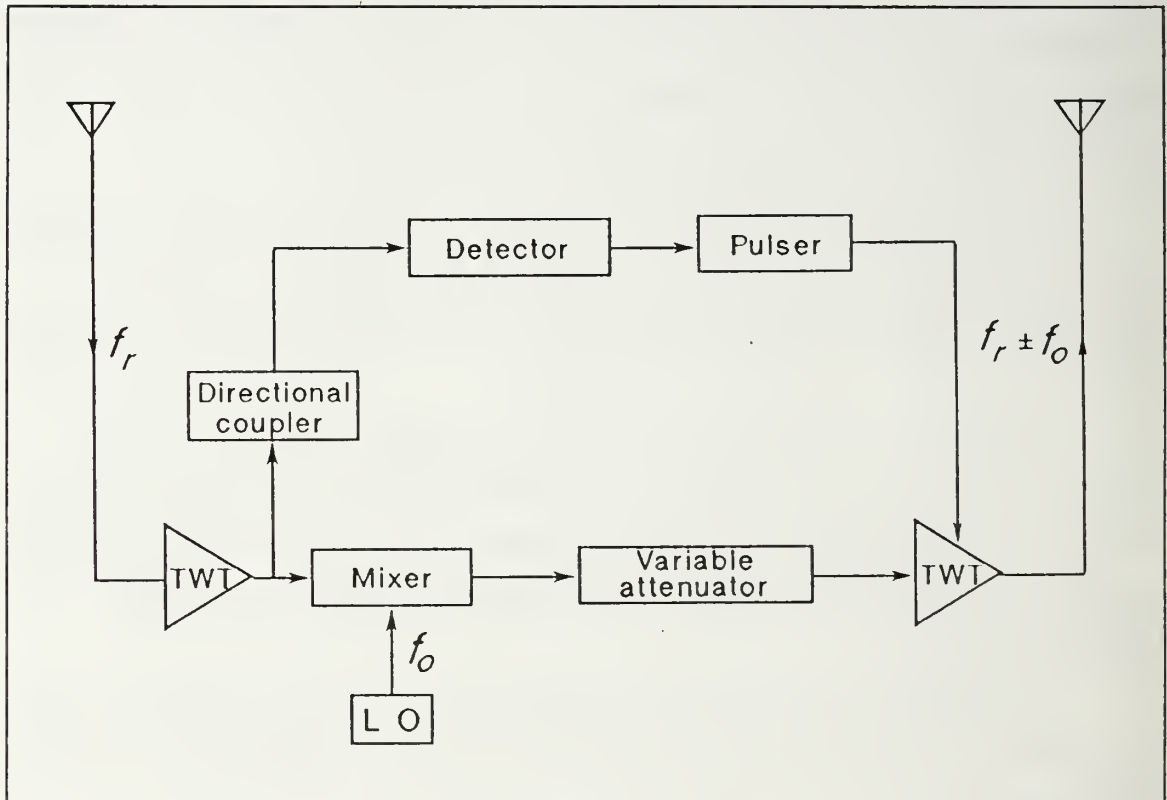 Detector
Pulser
f_r
f_r ± f_o
Directional
coupler
TWT
Mixer
Variable
attenuator
TWT
f_o
L O